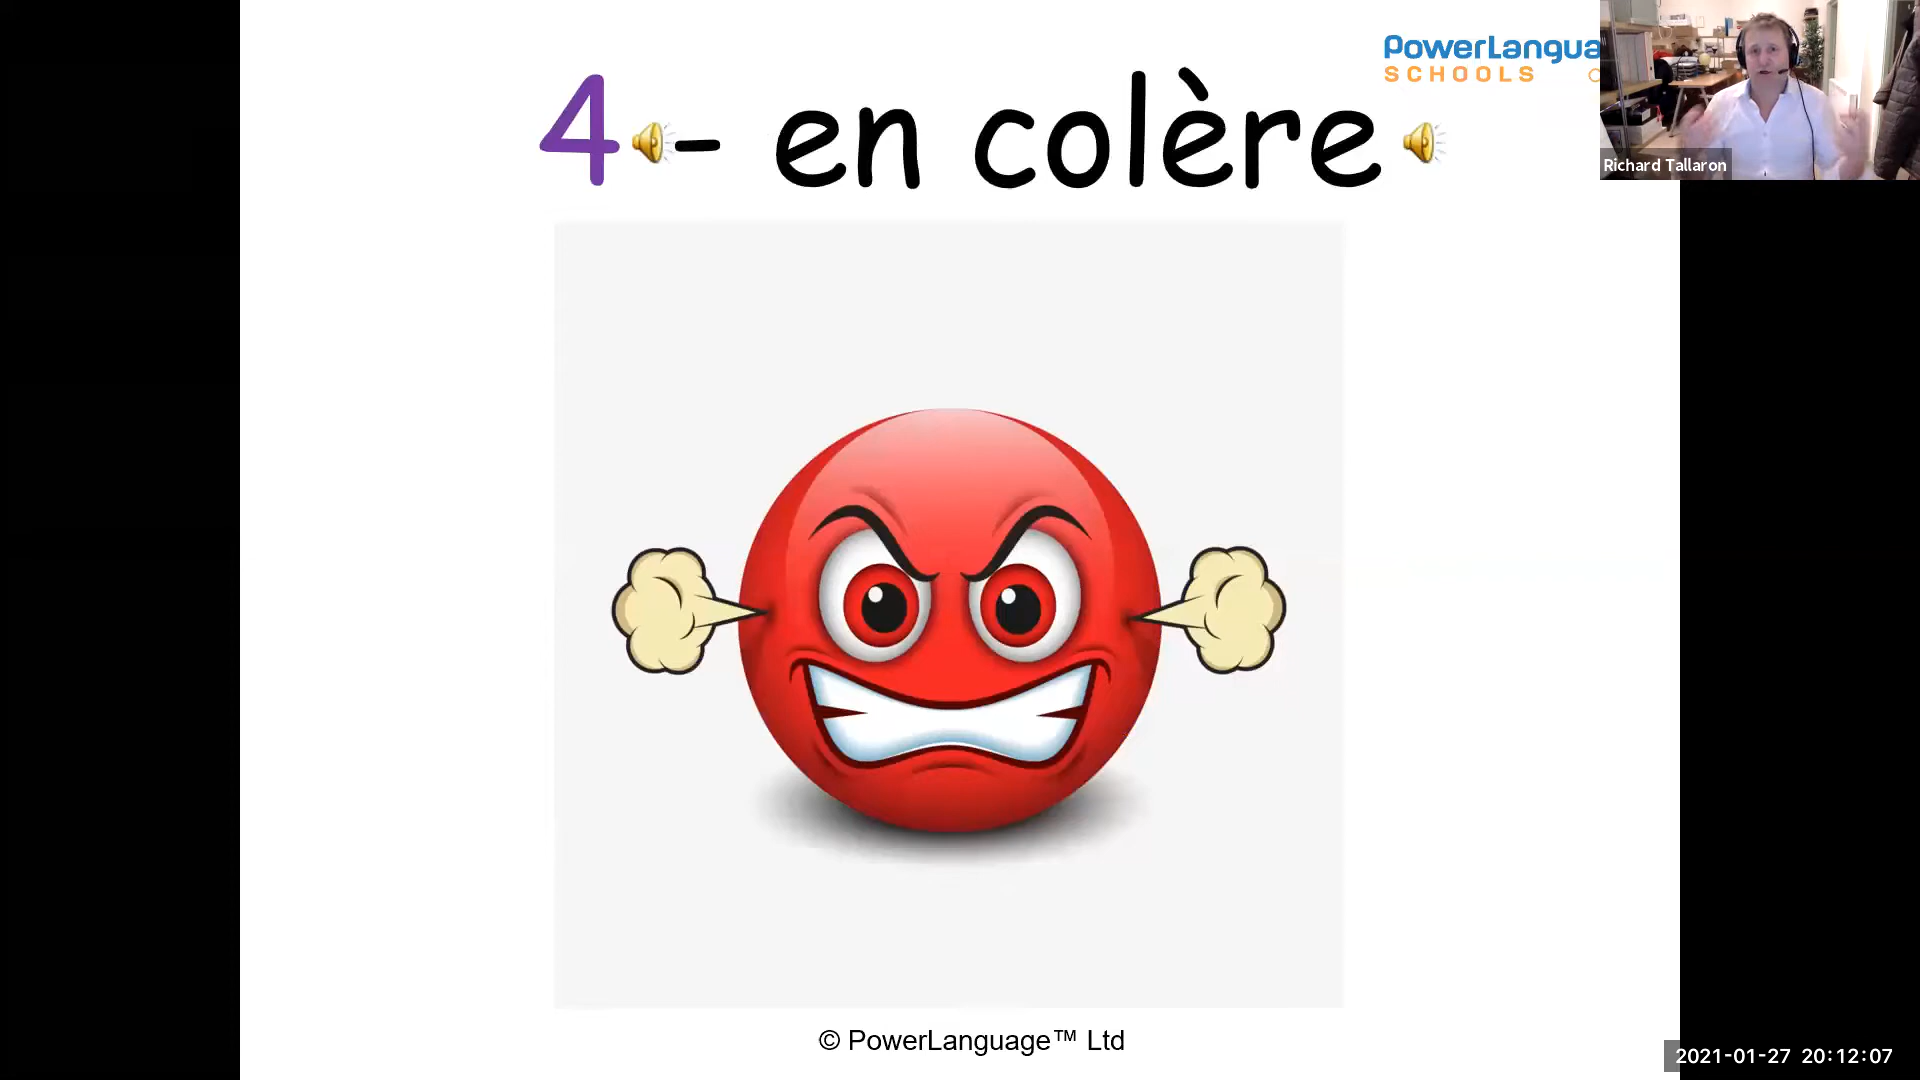 PowerLangua
SCHOOLS
4 - en colère
Richard Tallaron
© PowerLanguage™ Ltd
2021-01-27 20:12:07